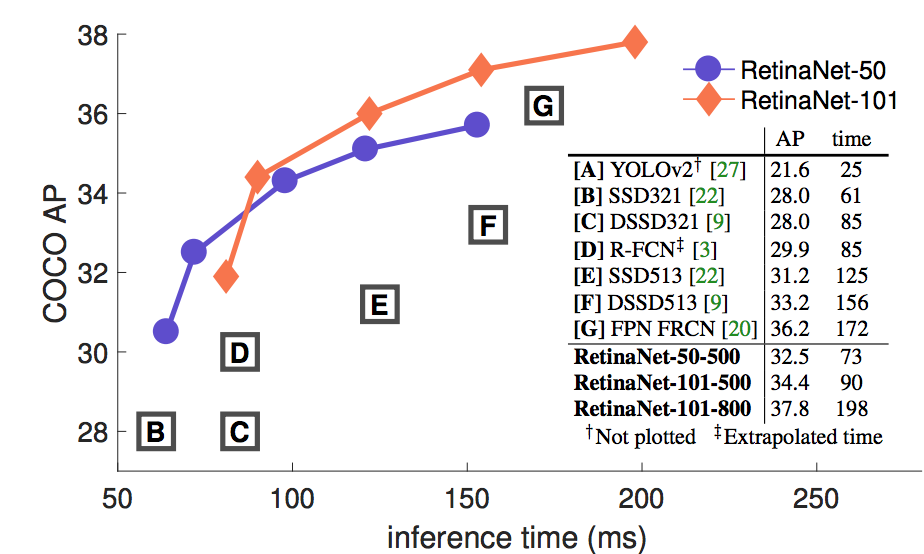 COCO AP
38
36
34
32
30
28
50 100 150 200 250
inference time (ms)
B
C
D
E
F
G
RetinaNet-50
RetinaNet-101
AP time
[A] YOLOv2† [27] 21.6 25
[B] SSD321 [22] 28.0 61
[C] DSSD321 [9] 28.0 85
[D] R-FCN‡ [3] 29.9 85
[E] SSD513 [22] 31.2 125
[F] DSSD513 [9] 33.2 156
[G] FPN FRCN [20] 36.2 172
RetinaNet-50-500 32.5 73
RetinaNet-101-500 34.4 90
RetinaNet-101-800 37.8 198
†Not plotted ‡Extrapolated time